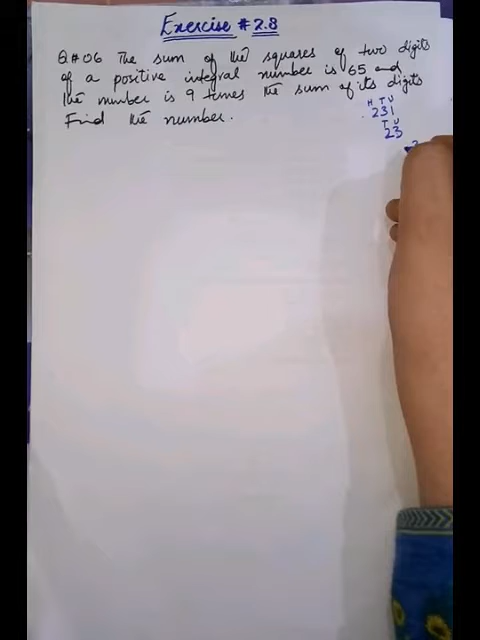 Exercise # 2.8
Q#06 The sum of the squares of two digits
of a positive integral number is 65 and
the number is 9 times the sum of its digits
Find the number.
H T U
231
T U
23
2